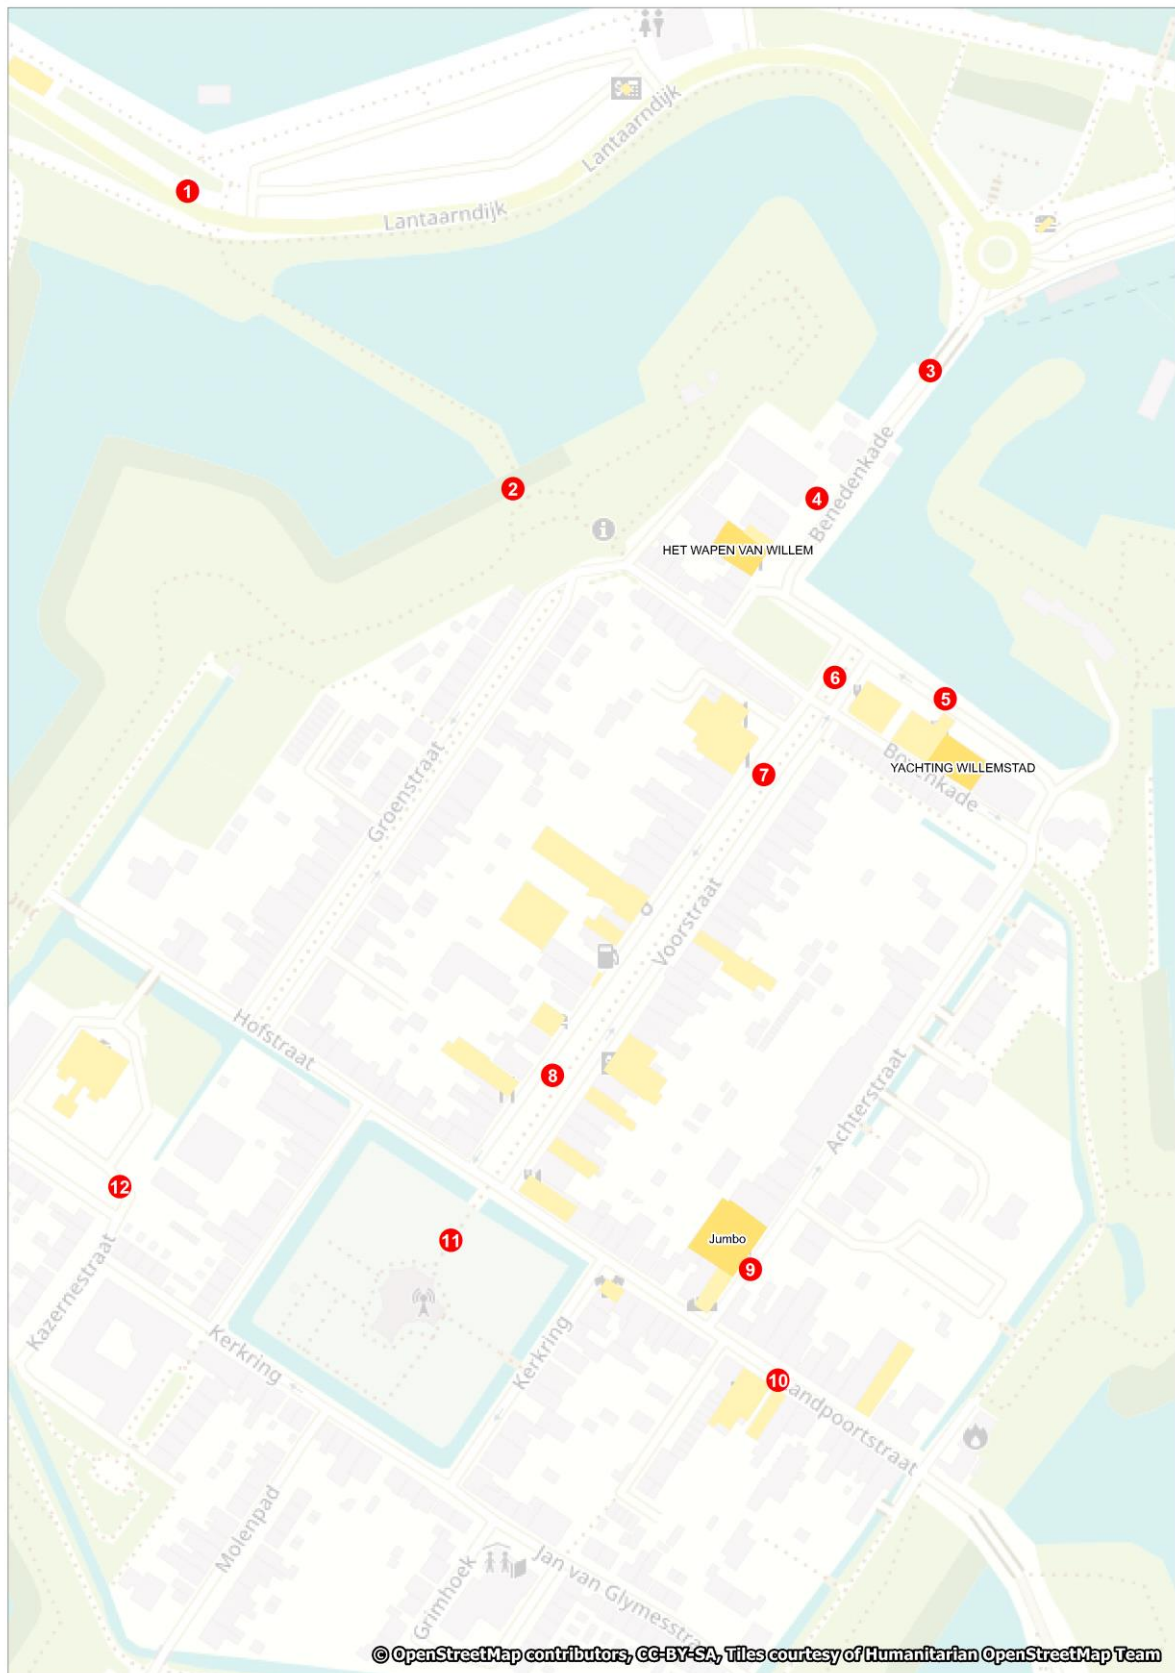 Lantaarndijk
1
Lantaarndijk
3
2
4
Benedenkade
HET WAPEN VAN WILLEM
6
5
YACHTING WILLEMSTAD
Bovenkade
7
Groenstraat
Voorstraat
Hofstraat
8
Achterstraat
12
11
Jumbo
9
Kazernestraat
Kerkring
Kerkring
10
Landpoortstraat
Molenpad
Grimhoek
Jan van Glymesstra
© OpenStreetMap contributors, CC-BY-SA, Tiles courtesy of Humanitarian OpenStreetMap Team